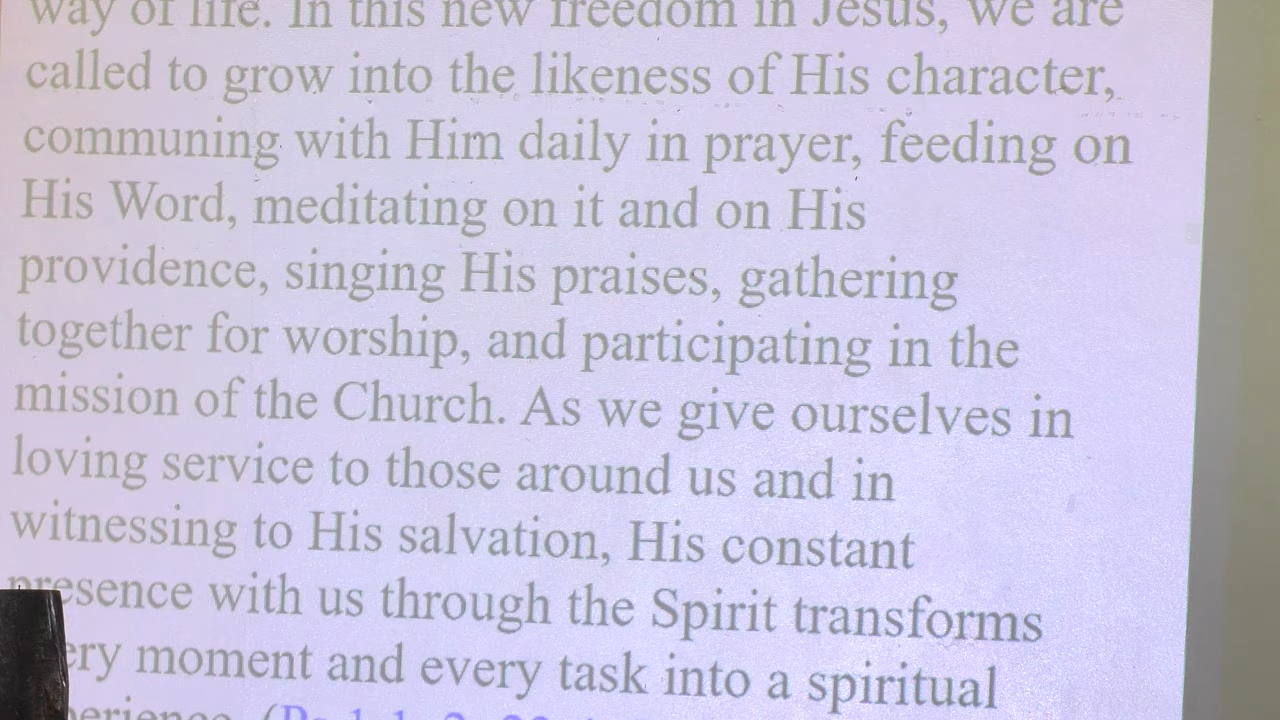 way of life. In this new freedom in Jesus, we are
called to grow into the likeness of His character,
communing with Him daily in prayer, feeding on
His Word, meditating on it and on His
providence, singing His praises, gathering
together for worship, and participating in the
mission of the Church. As we give ourselves in
loving service to those around us and in
witnessing to His salvation, His constant
presence with us through the Spirit transforms
ery moment and every task into a spiritual